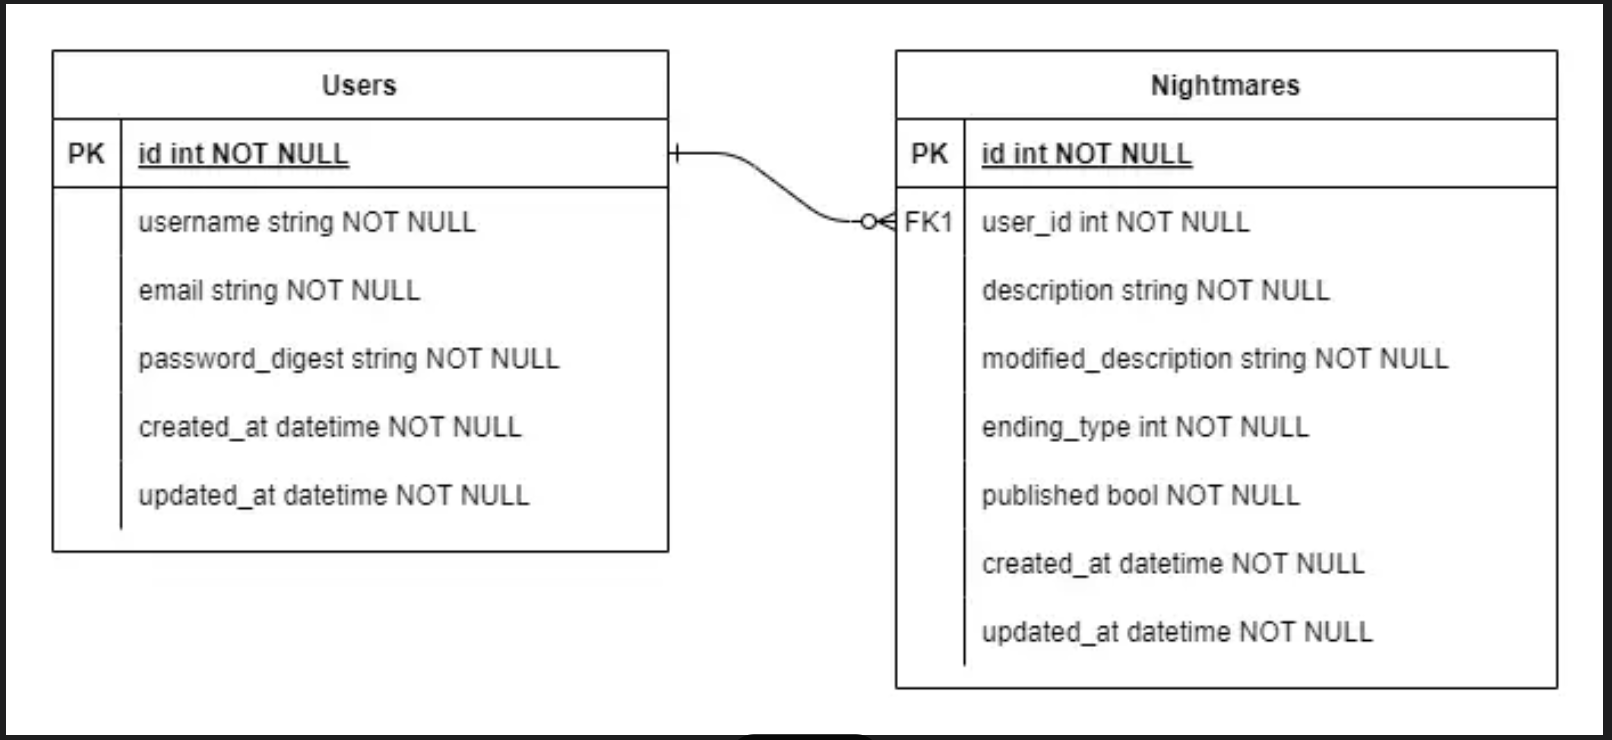 Users
PK id int NOT NULL
username string NOT NULL
email string NOT NULL
password_digest string NOT NULL
created_at datetime NOT NULL
updated_at datetime NOT NULL
Nightmares
PK id int NOT NULL
FK1 user_id int NOT NULL
description string NOT NULL
modified_description string NOT NULL
ending_type int NOT NULL
published bool NOT NULL
created_at datetime NOT NULL
updated_at datetime NOT NULL